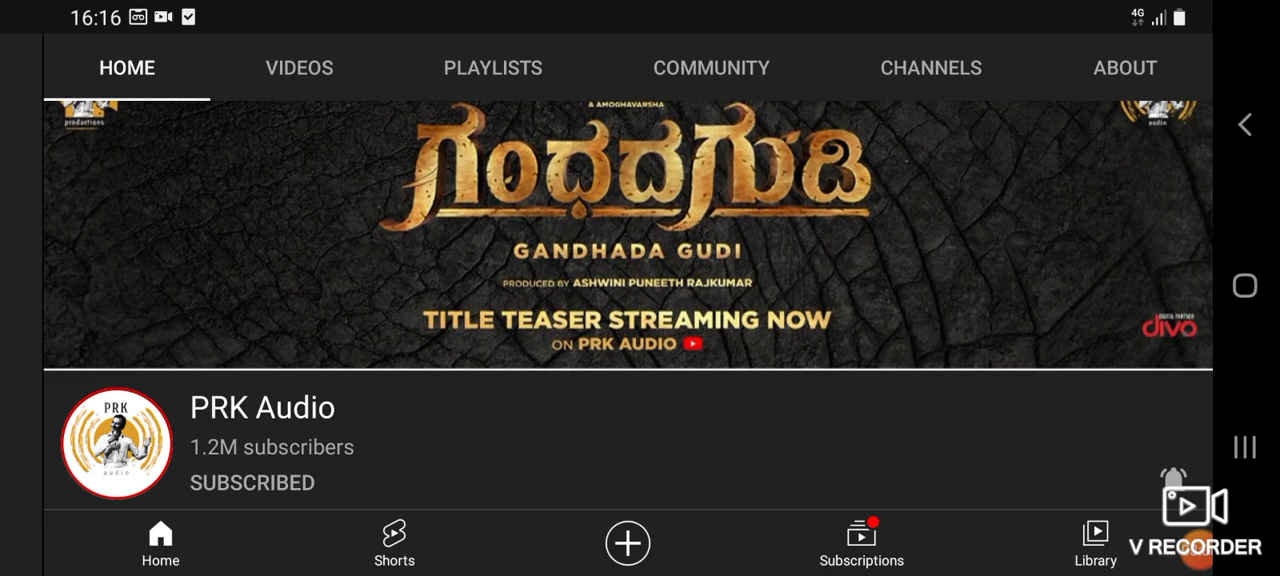 16:16
4G
HOME VIDEOS PLAYLISTS COMMUNITY CHANNELS ABOUT
productions
& AMOGHAVARSHA
audio
ಗಂಧದಗುಡಿ
GANDHADA GUDI
PRODUCED BY ASHWINI PUNEETH RAJKUMAR
TITLE TEASER STREAMING NOW
ON PRK AUDIO
DIGITAL PARTNER
divo
PRK
audio
PRK Audio
1.2M subscribers
SUBSCRIBED
Home Shorts Subscriptions Library
V RECORDER